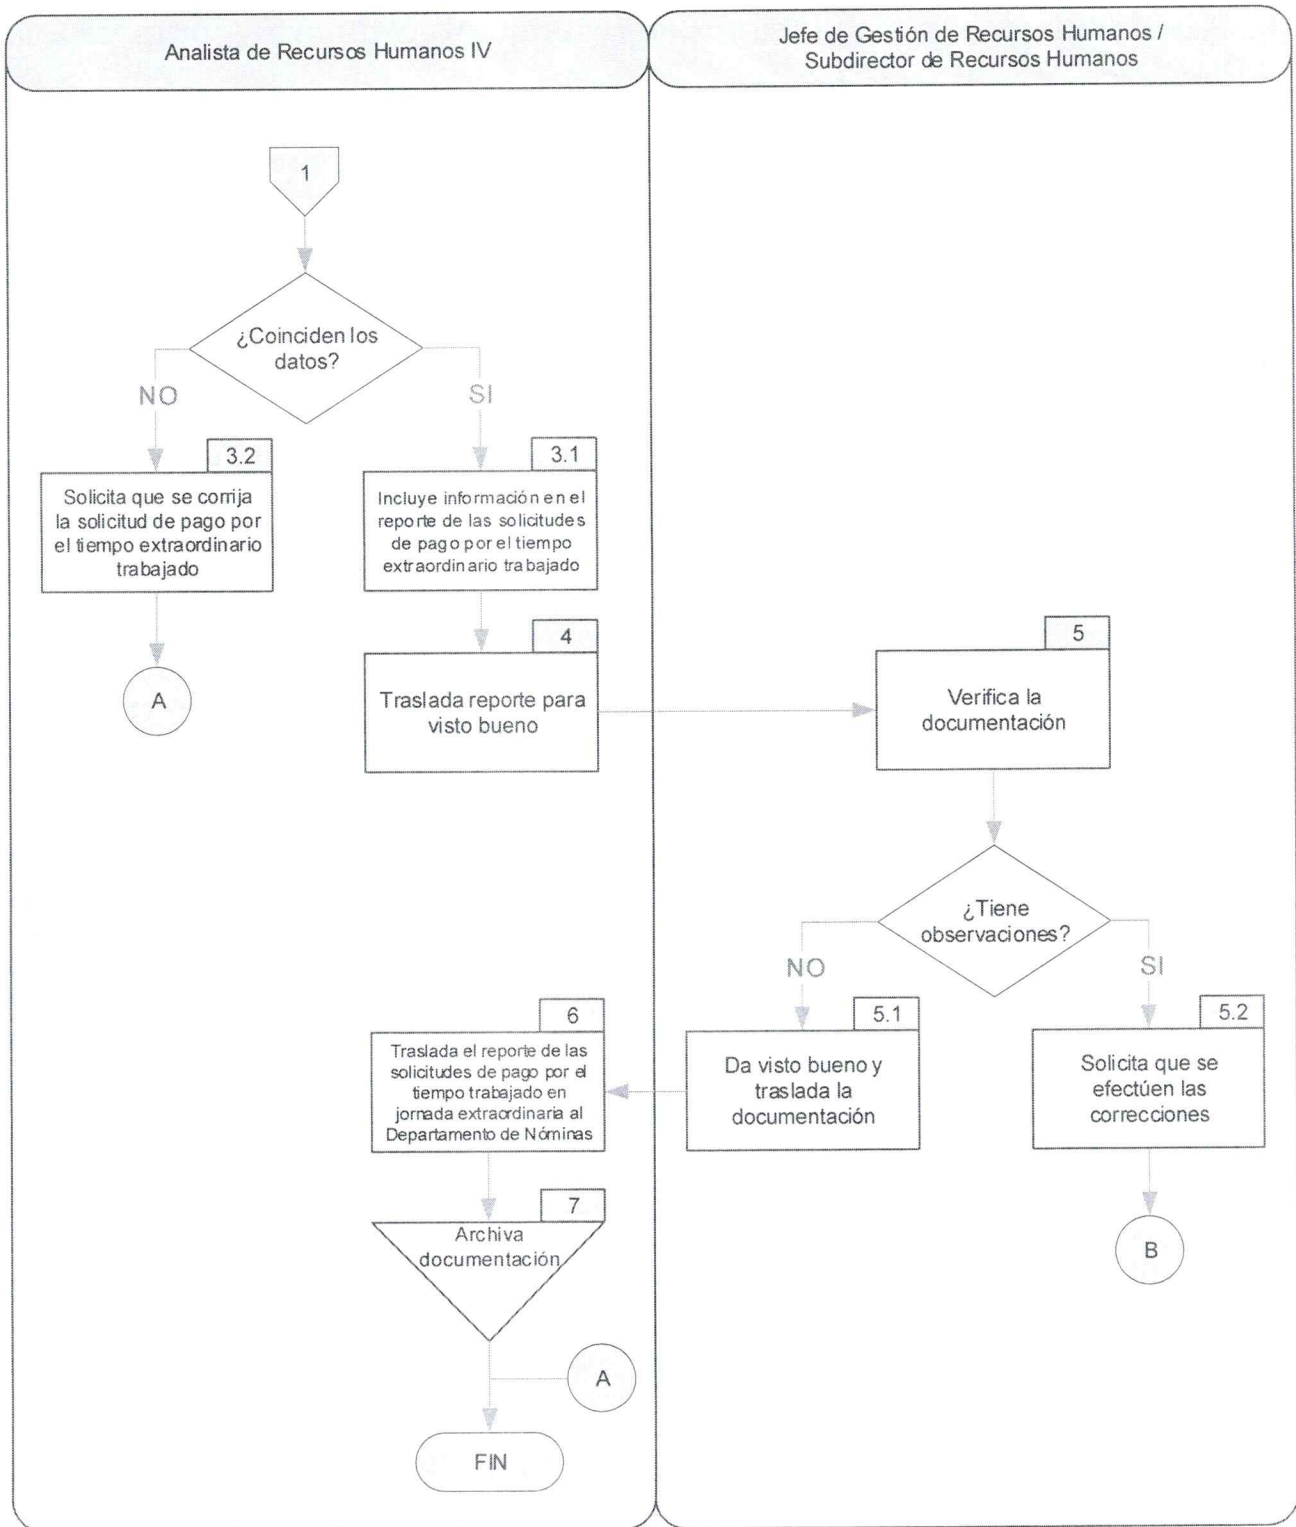 Analista de Recursos Humanos IV
Jefe de Gestión de Recursos Humanos /
Subdirector de Recursos Humanos
1
¿Coinciden los
datos?
NO
SI
3.2
Solicita que se corrija
la solicitud de pago por
el tiempo extraordinario
trabajado
3.1
Incluye información en el
reporte de las solicitudes
de pago por el tiempo
extraordinario trabajado
A
4
Traslada reporte para
visto bueno
5
Verifica la
documentación
¿Tiene
observaciones?
NO
SI
5.1
Da visto bueno y
traslada la
documentación
5.2
Solicita que se
efectúen las
correcciones
6
Traslada el reporte de las
solicitudes de pago por el
tiempo trabajado en
jornada extraordinaria al
Departamento de Nóminas
7
Archiva
documentación
B
A
FIN